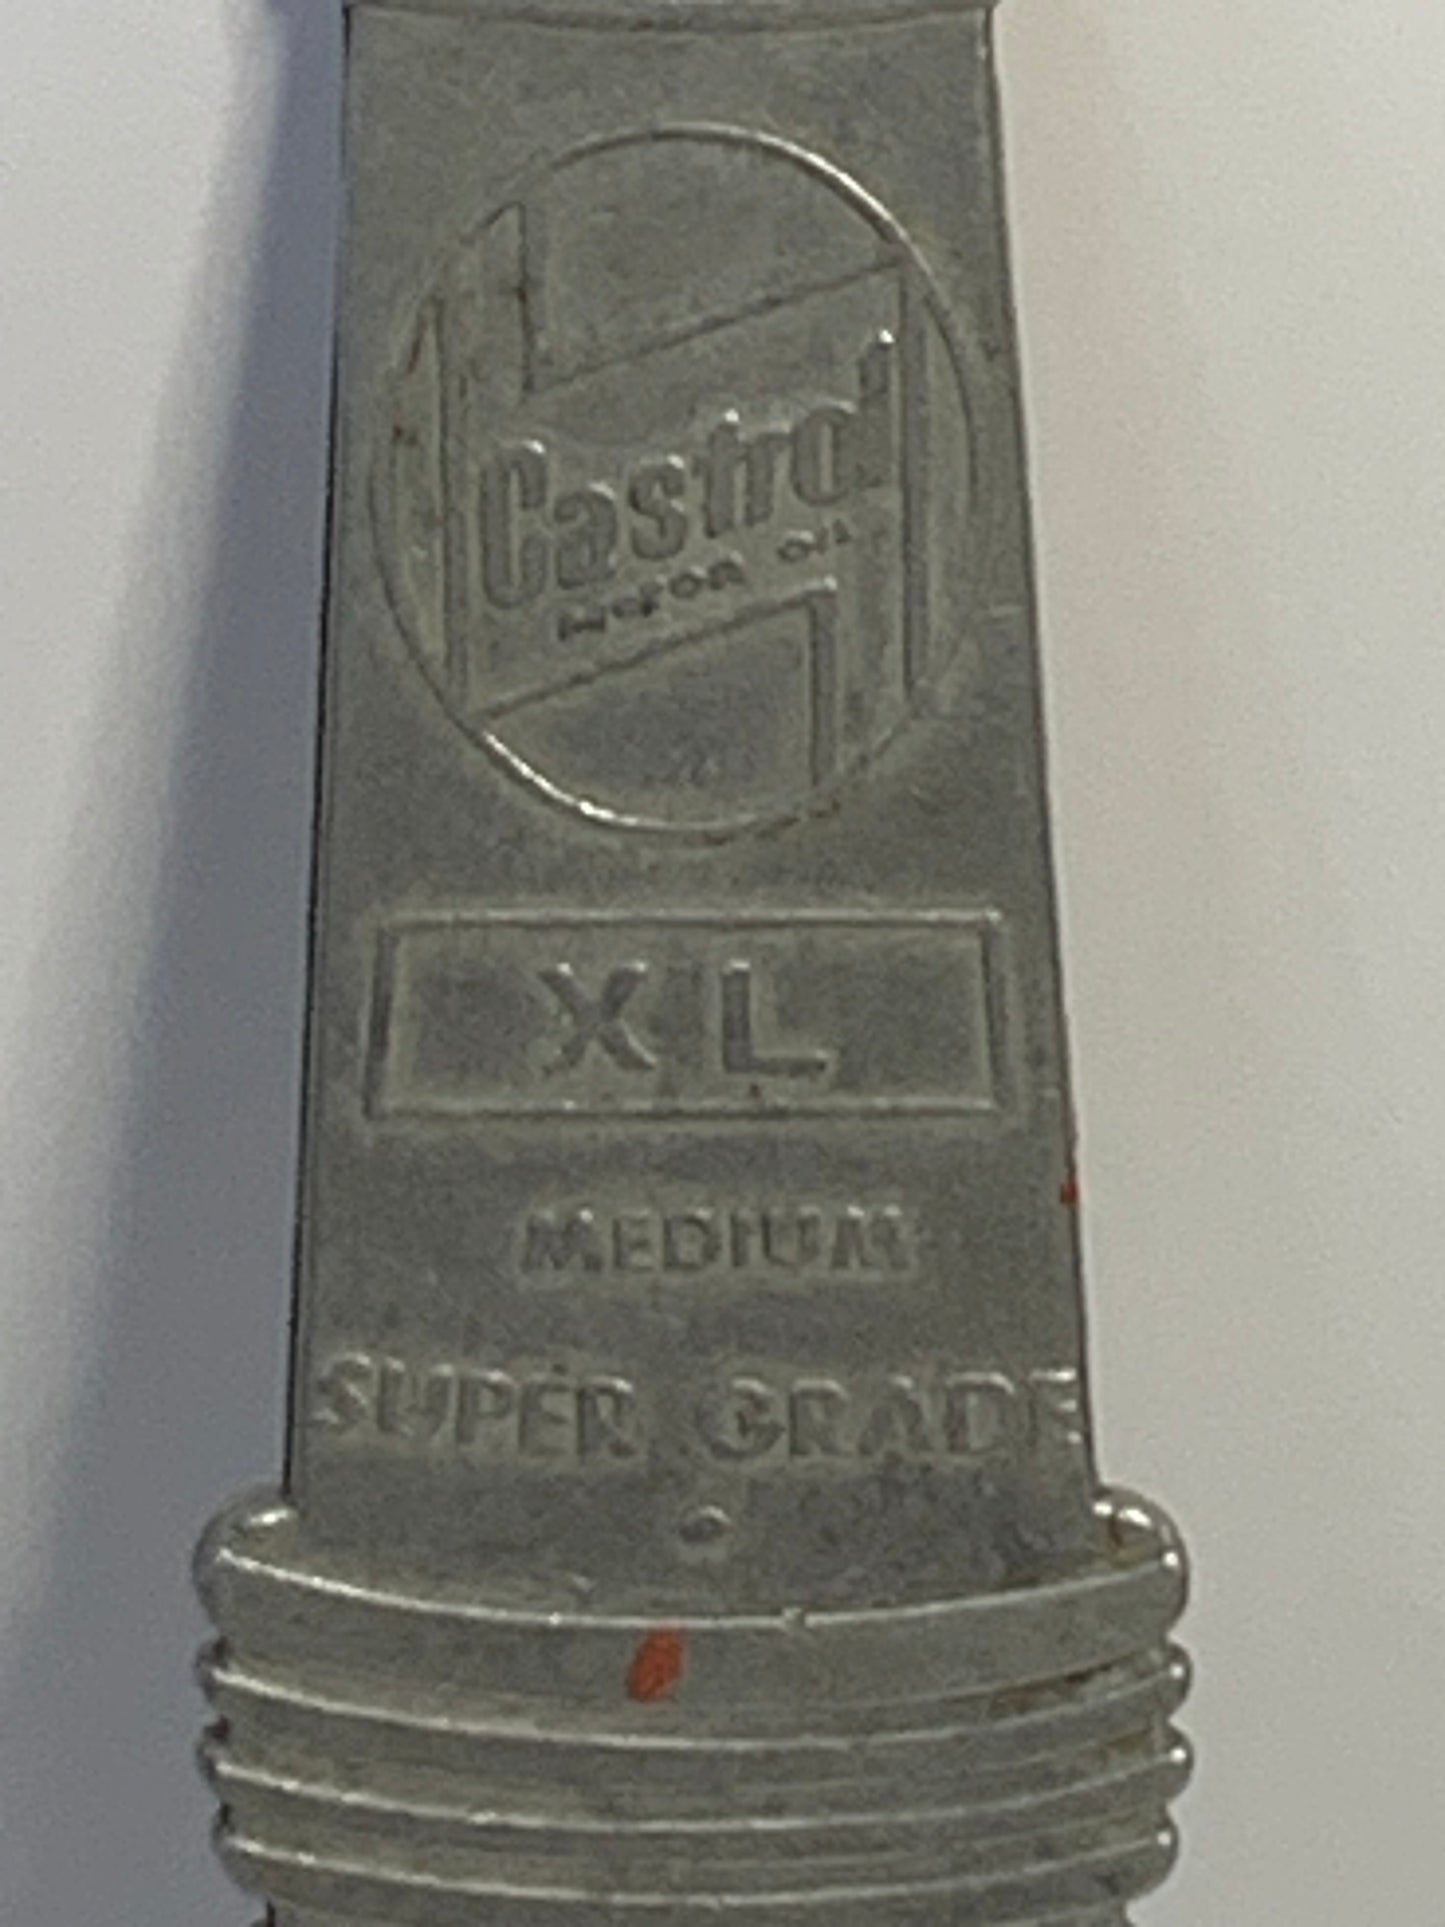 Castrol
MOTOR OIL
XL
MEDIUM
SUPER GRADE